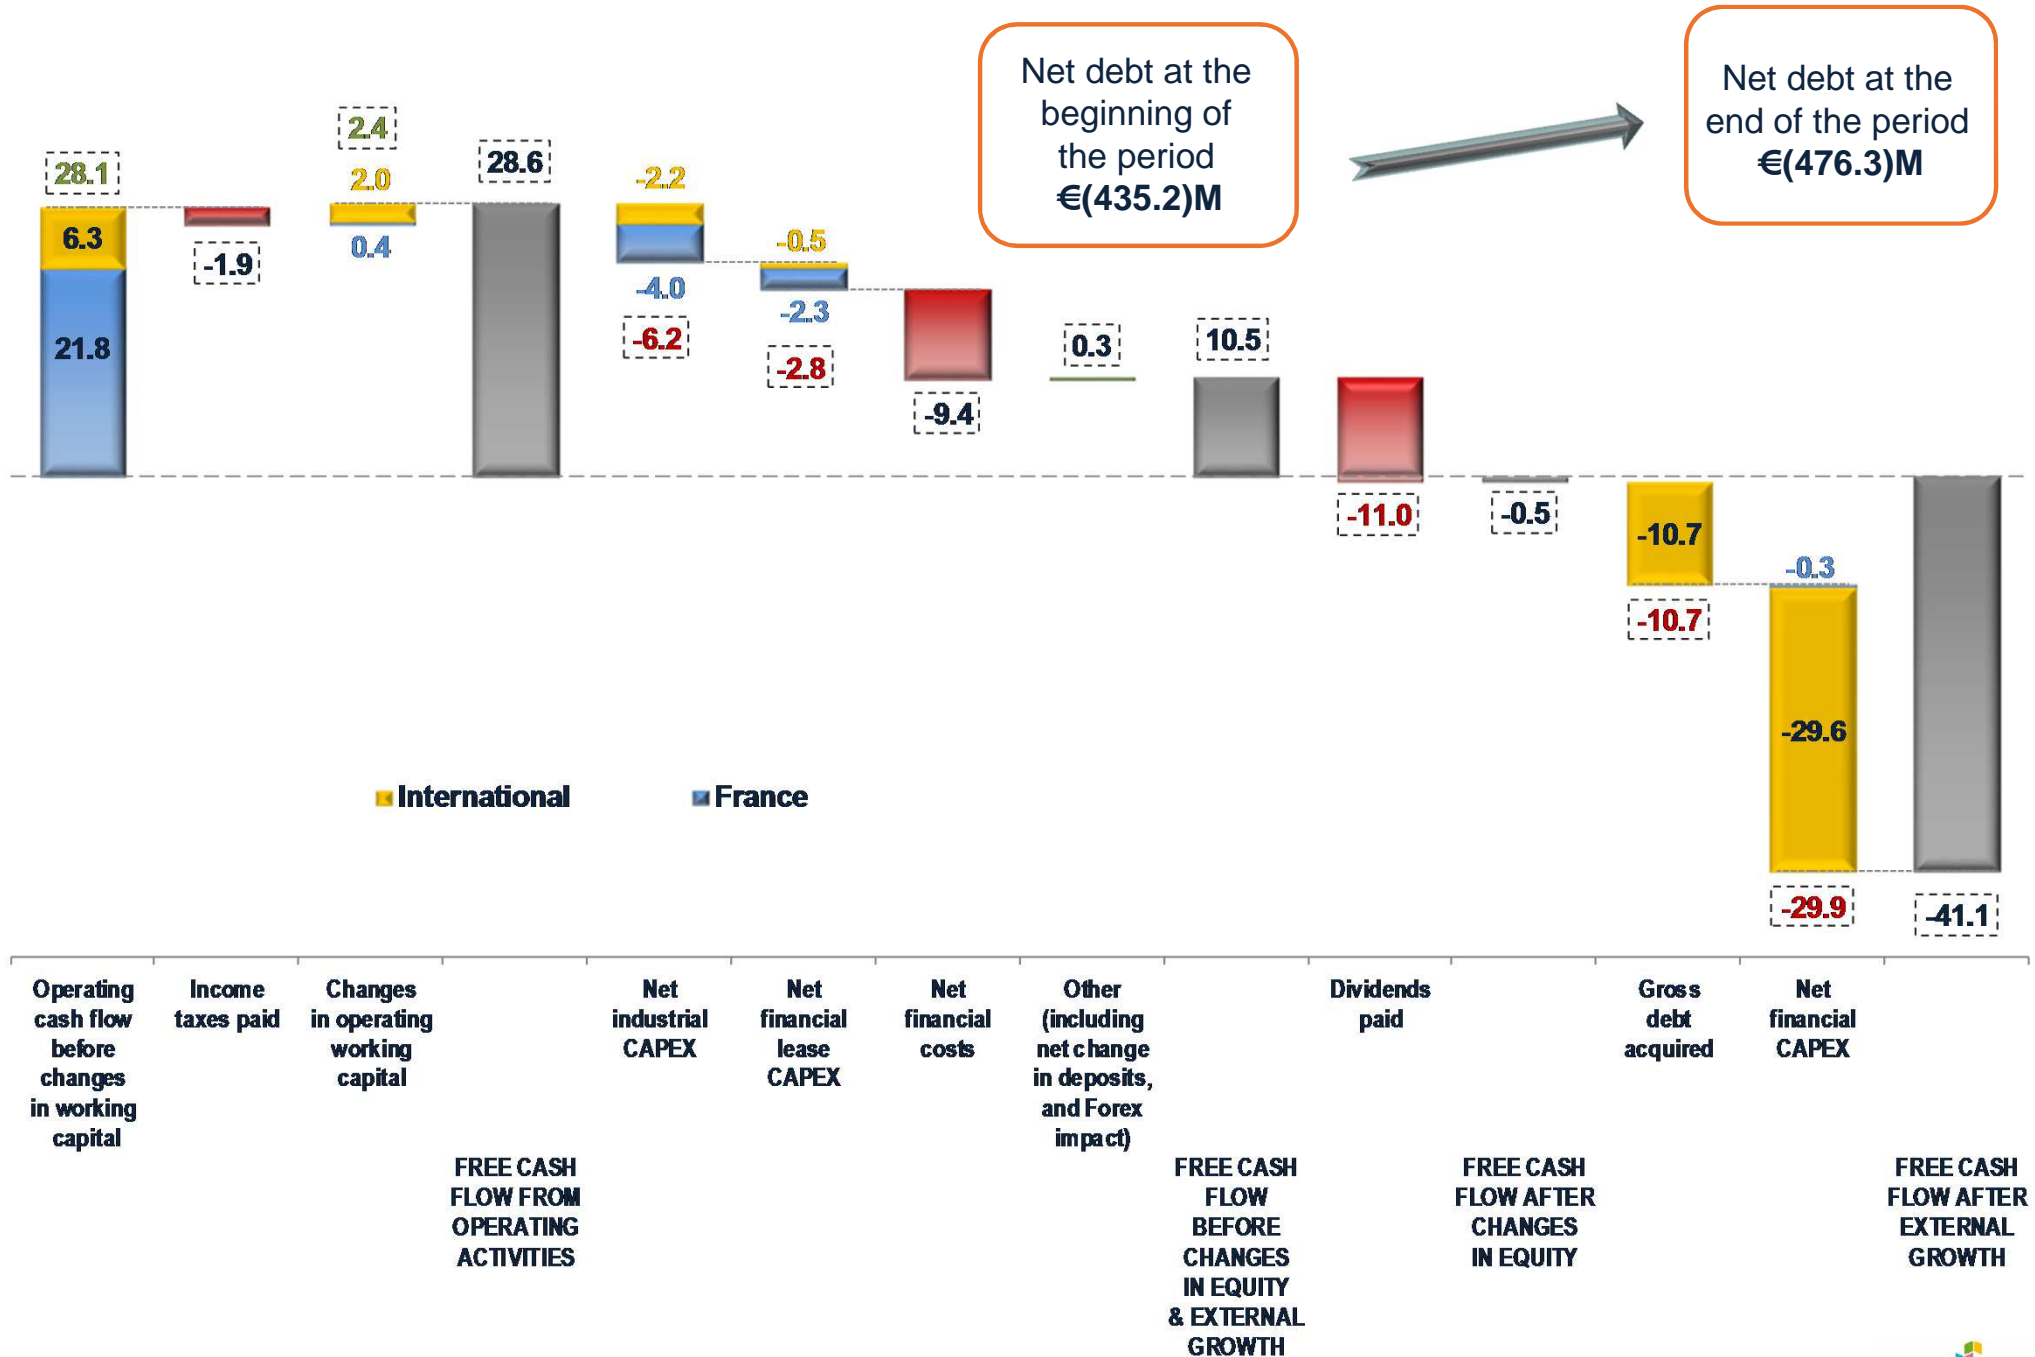 Net debt at the
beginning of
the period
€(435.2)M
Net debt at the
end of the period
€(476.3)M
28.1
6.3
21.8
-1.9
2.4
2.0
0.4
28.6
-2.2
-4.0
-6.2
-0.5
-2.3
-2.8
-9.4
0.3
10.5
-11.0
-0.5
-10.7
-10.7
-0.3
-29.6
-29.9
-41.1
International
France
Operating
cash flow
before
changes
in working
capital
Income
taxes paid
Changes
in operating
working
capital
FREE CASH
FLOW FROM
OPERATING
ACTIVITIES
Net
industrial
CAPEX
Net
financial
lease
CAPEX
Net
financial
costs
Other
(including
net change
in deposits,
and Forex
impact)
FREE CASH
FLOW
BEFORE
CHANGES
IN EQUITY
& EXTERNAL
GROWTH
Dividends
paid
FREE CASH
FLOW AFTER
CHANGES
IN EQUITY
Gross
debt
acquired
Net
financial
CAPEX
FREE CASH
FLOW AFTER
EXTERNAL
GROWTH